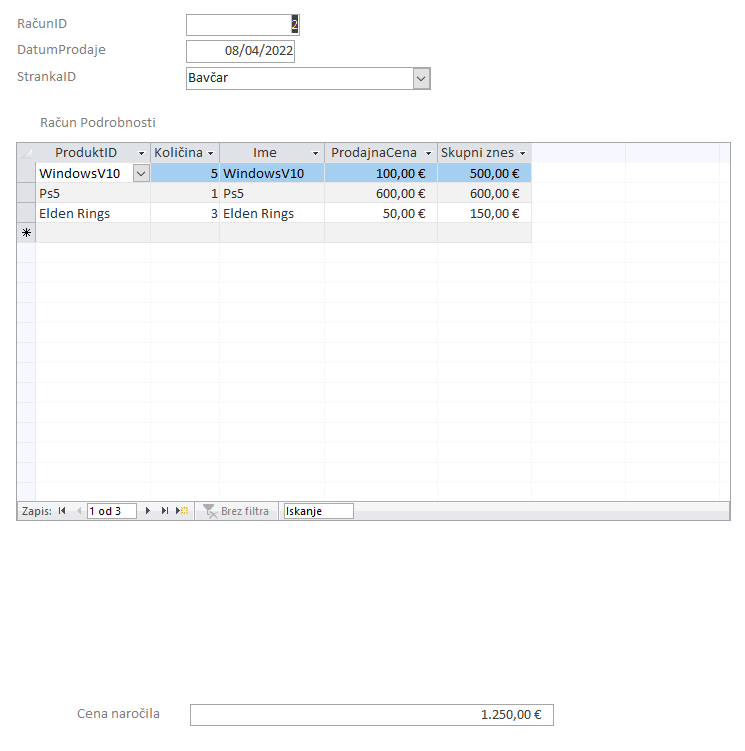 RačunID 2
DatumProdaje 08/04/2022
StrankaID Bavčar
Račun Podrobnosti
ProduktID Količina Ime ProdajnaCena Skupni znes
WindowsV10 5 WindowsV10 100,00 € 500,00 €
Ps5 1 Ps5 600,00 € 600,00 €
Elden Rings 3 Elden Rings 50,00 € 150,00 €
Zapis: 1 od 3 Brez filtra Iskanje
Cena naročila 1.250,00 €